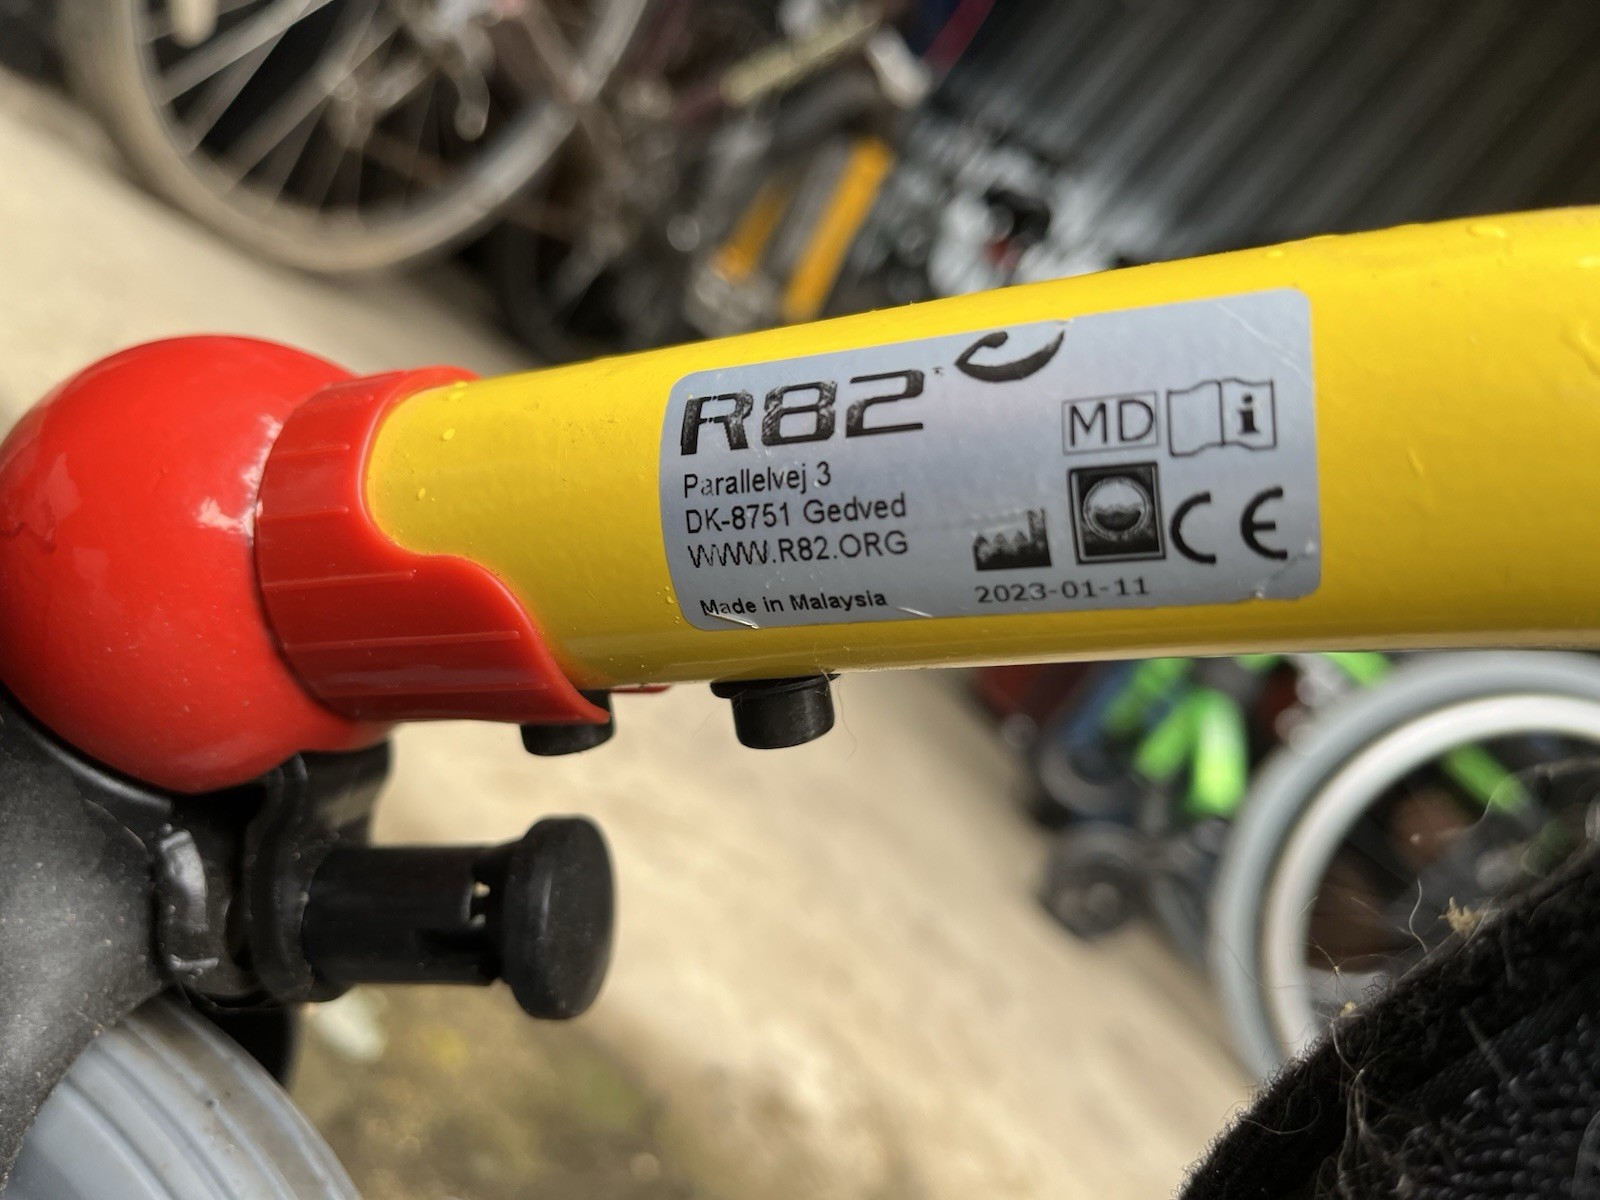 R82
Parallelvej 3
DK-8751 Gedved
WWW.R82.ORG
Made in Malaysia
MD
i
CE
2023-01-11